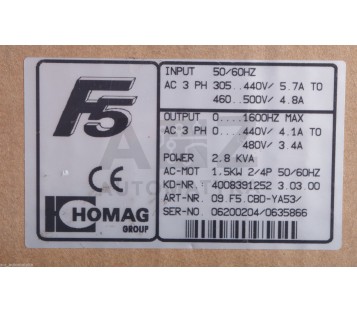 F5
CE
HOMAG
GROUP
INPUT 50/60HZ
AC 3 PH 305..440V/ 5.7A TO
460..500V/ 4.8A
OUTPUT 0....1600HZ MAX
AC 3 PH 0....440V/ 4.1A TO
480V/ 3.4A
POWER 2.8 KVA
AC-MOT 1.5KW 2/4P 50/60HZ
KD-NR. 4008391252 3.03.00
ART-NR. 09.F5.CBD-YA53/
SER-NO. 06200204/0635866